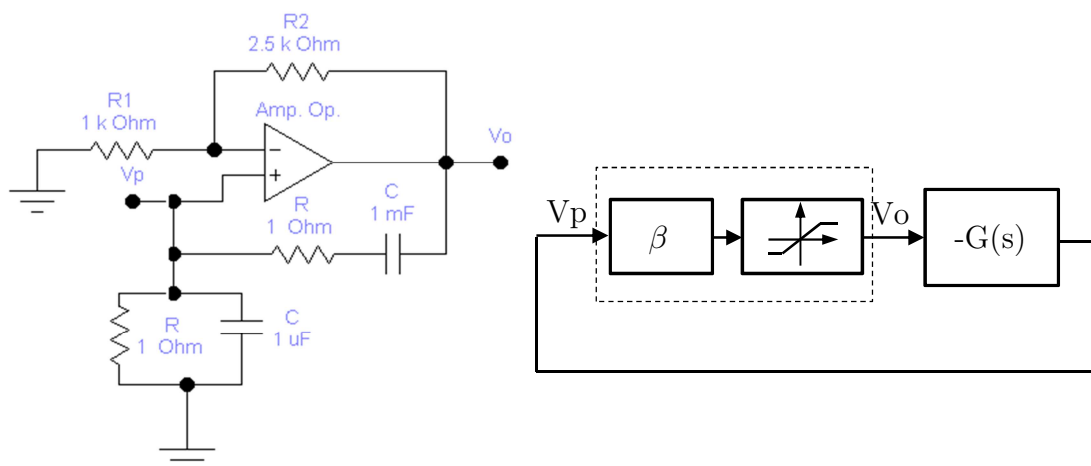 R2
2.5 k Ohm
R1
1 k Ohm
Amp. Op.
−
+
Vp
Vo
C
1 mF
R
1 Ohm
R
1 Ohm
C
1 uF
Vp
β
Vo
-G(s)